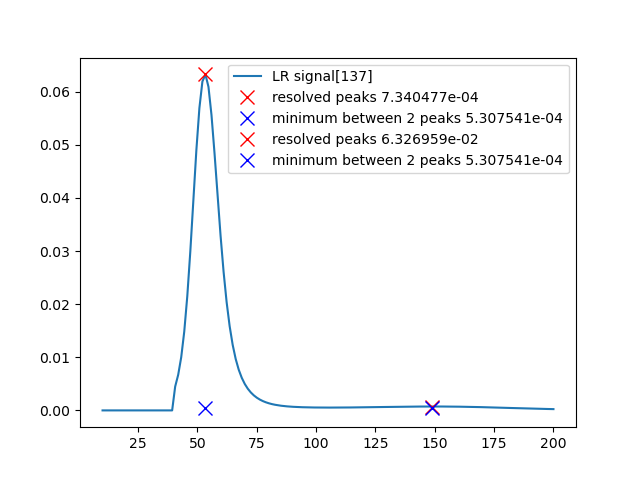 LR signal[137]
resolved peaks 7.340477e-04
minimum between 2 peaks 5.307541e-04
resolved peaks 6.326959e-02
minimum between 2 peaks 5.307541e-04
0.06
0.05
0.04
0.03
0.02
0.01
0.00
25 50 75 100 125 150 175 200